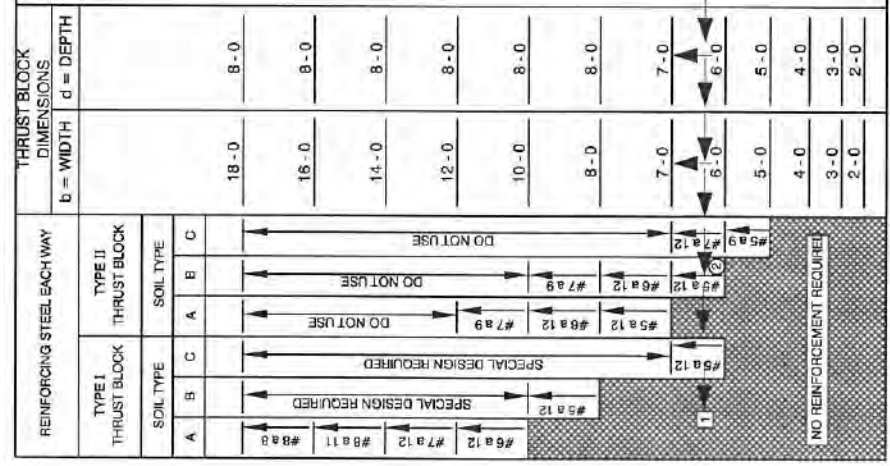 THRUST BLOCK
DIMENSIONS
b = WIDTH
d = DEPTH
18 - 0
8 - 0
16 - 0
8 - 0
14 - 0
8 - 0
12 - 0
8 - 0
10 - 0
8 - 0
8 - 0
8 - 0
7 - 0
7 - 0
6 - 0
6 - 0
5 - 0
5 - 0
4 - 0
4 - 0
3 - 0
3 - 0
2 - 0
2 - 0
REINFORCING STEEL EACH WAY
TYPE I
THRUST BLOCK
TYPE II
THRUST BLOCK
SOIL TYPE
SOIL TYPE
A
B
C
A
B
C
#8 a 8
#8 a 11
#7 a 12
#6 a 12
SPECIAL DESIGN REQUIRED
#5 a 12
SPECIAL DESIGN REQUIRED
#5 a 12
DO NOT USE
#7 a 9
#6 a 12
#5 a 12
DO NOT USE
#7 a 9
#6 a 12
#5 a 12
2
DO NOT USE
#7 a 12
#5 a 9
1
NO REINFORCEMENT REQUIRED